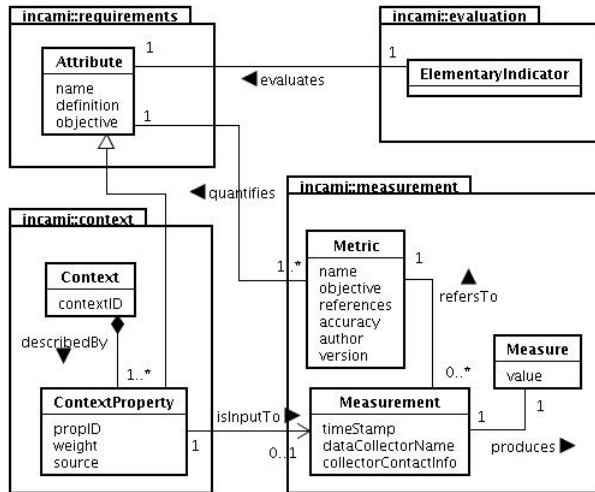 incami::requirements
Attribute
name
definition
objective
1
1
◀ evaluates
1
incami::evaluation
ElementaryIndicator
◀ quantifies
incami::context
Context
contextID
describedBy
▼
1..*
ContextProperty
propID
weight
source
1
isInputTo ▶
0..1
incami::measurement
Metric
name
objective
references
accuracy
author
version
1..*
1
▲
refersTo
0..*
Measurement
timeStamp
dataCollectorName
collectorContactInfo
1
Measure
value
1
produces ▶